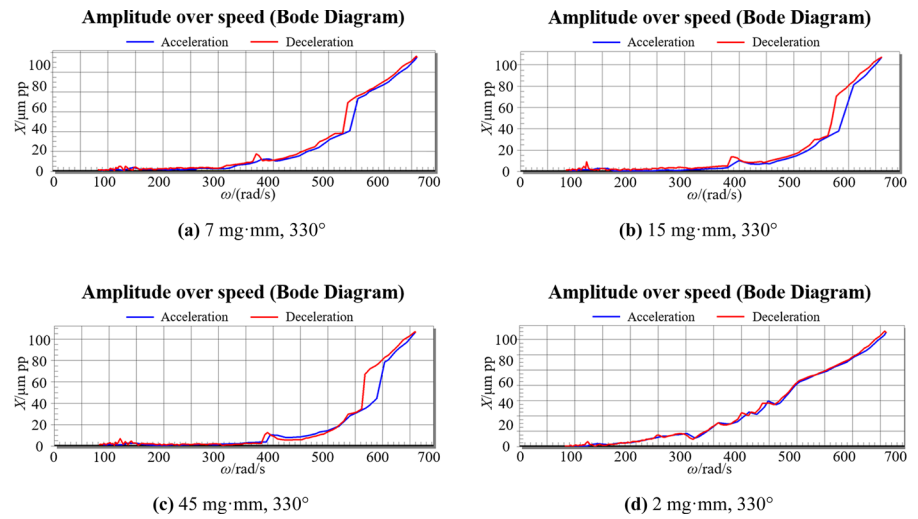 Amplitude over speed (Bode Diagram)
Acceleration Deceleration
X/μm pp
100
80
60
40
20
0
0 100 200 300 400 500 600 700
ω/(rad/s)
(a) 7 mg·mm, 330°
Amplitude over speed (Bode Diagram)
Acceleration Deceleration
X/μm pp
100
80
60
40
20
0
0 100 200 300 400 500 600 700
ω/(rad/s)
(b) 15 mg·mm, 330°
Amplitude over speed (Bode Diagram)
Acceleration Deceleration
X/μm pp
100
80
60
40
20
0
0 100 200 300 400 500 600 700
ω/rad/s)
(c) 45 mg·mm, 330°
Amplitude over speed (Bode Diagram)
Acceleration Deceleration
X/μm pp
100
80
60
40
20
0
0 100 200 300 400 500 600 700
ω/rad/s)
(d) 2 mg·mm, 330°